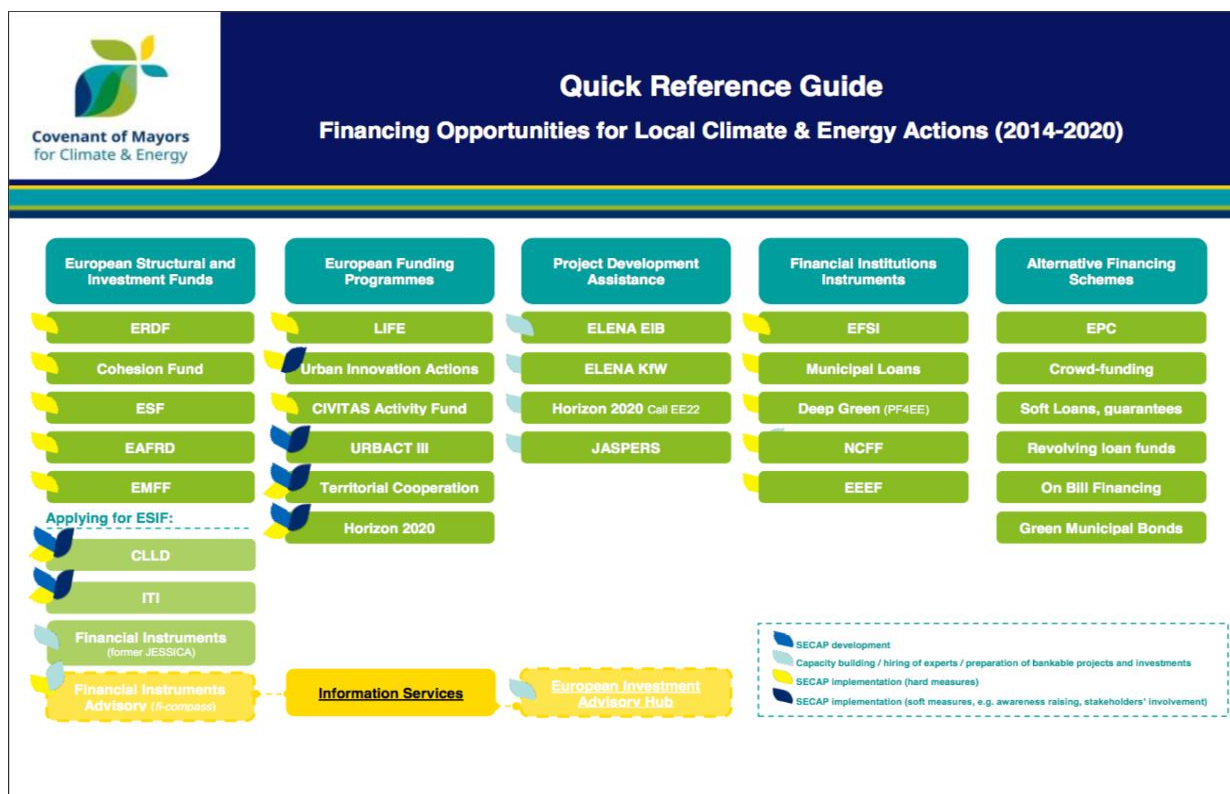 Covenant of Mayors
for Climate & Energy
Quick Reference Guide
Financing Opportunities for Local Climate & Energy Actions (2014-2020)
European Structural and
Investment Funds
ERDF
Cohesion Fund
ESF
EAFRD
EMFF
Applying for ESIF:
CLLD
ITI
Financial Instruments
(former JESSICA)
Financial Instruments
Advisory (fi-compass)
European Funding
Programmes
LIFE
Urban Innovation Actions
CIVITAS Activity Fund
URBACT III
Territorial Cooperation
Horizon 2020
Information Services
Project Development
Assistance
ELENA EIB
ELENA KfW
Horizon 2020 Call EE22
JASPERS
European Investment
Advisory Hub
Financial Institutions
Instruments
EFSI
Municipal Loans
Deep Green (PF4EE)
NCFF
EEEF
Alternative Financing
Schemes
EPC
Crowd-funding
Soft Loans, guarantees
Revolving loan funds
On Bill Financing
Green Municipal Bonds
SECAP development
Capacity building / hiring of experts / preparation of bankable projects and investments
SECAP implementation (hard measures)
SECAP implementation (soft measures, e.g. awareness raising, stakeholders' involvement)